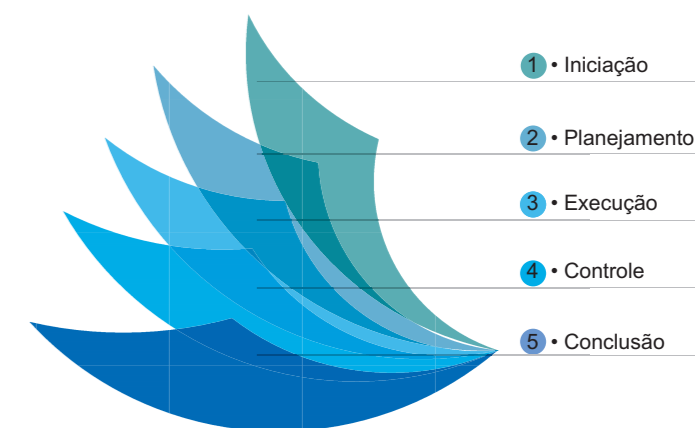 1 • Iniciação
2 • Planejamento
3 • Execução
4 • Controle
5 • Conclusão